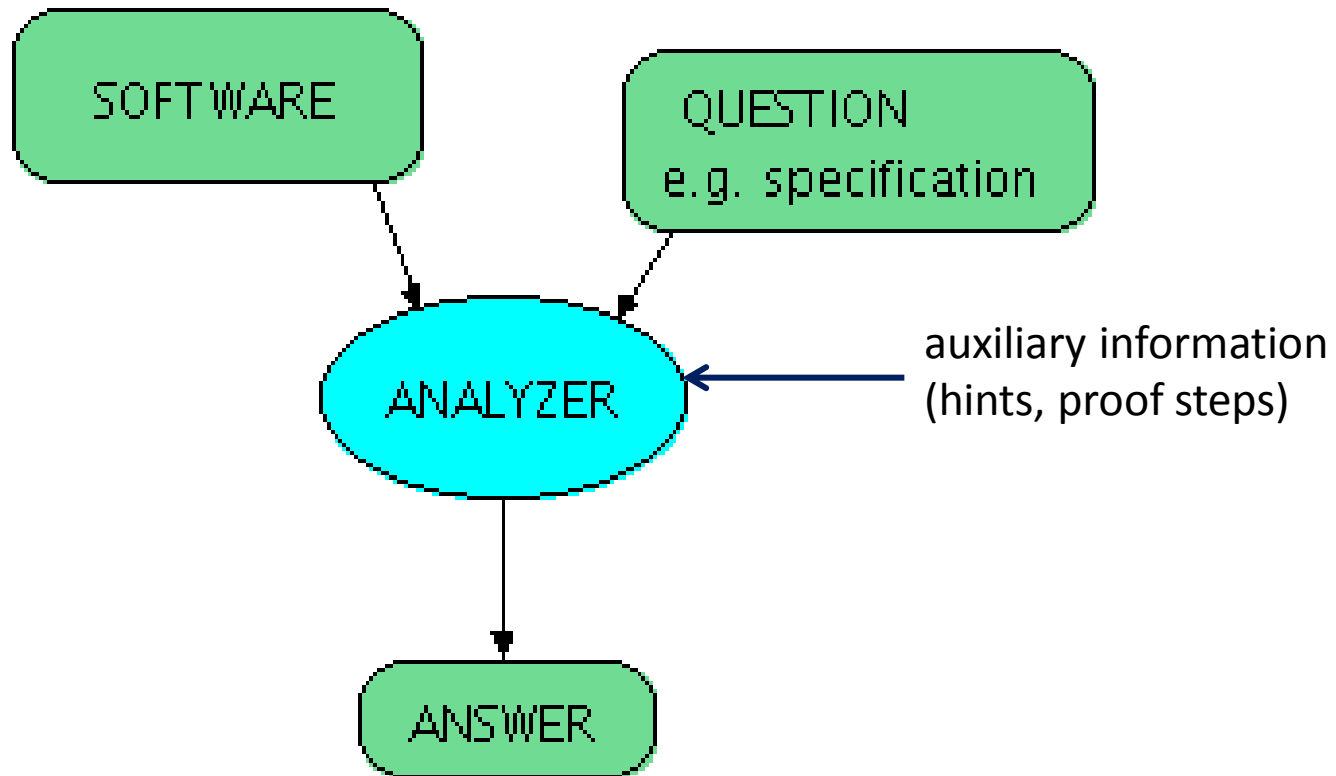 SOFTWARE
QUESTION
e.g. specification
ANALYZER
auxiliary information
(hints, proof steps)
ANSWER